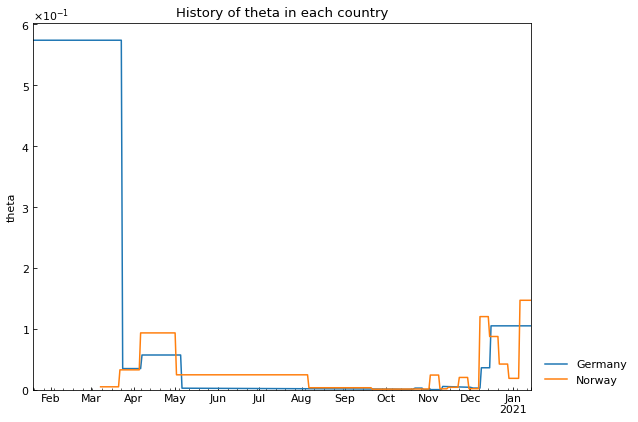 History of theta in each country
×10⁻¹
6
5
4
3
2
1
0
theta
Feb Mar Apr May Jun Jul Aug Sep Oct Nov Dec Jan
2021
Germany
Norway